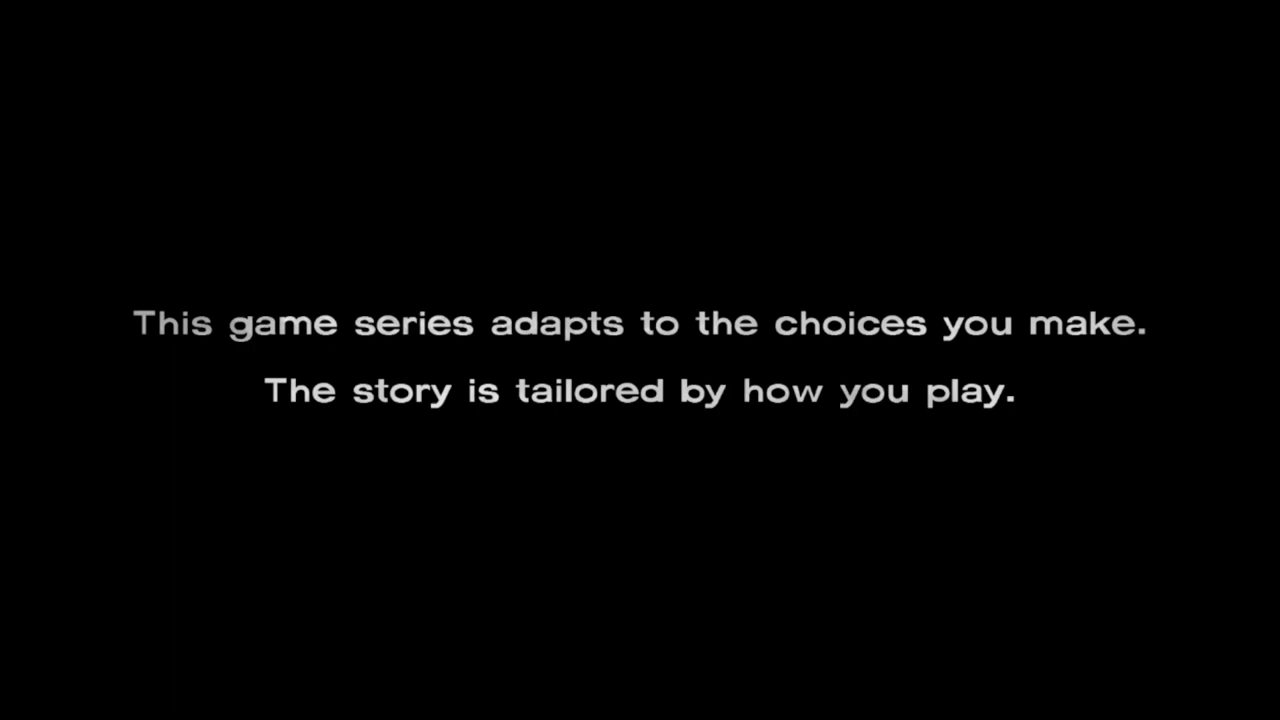 This game series adapts to the choices you make.
The story is tailored by how you play.